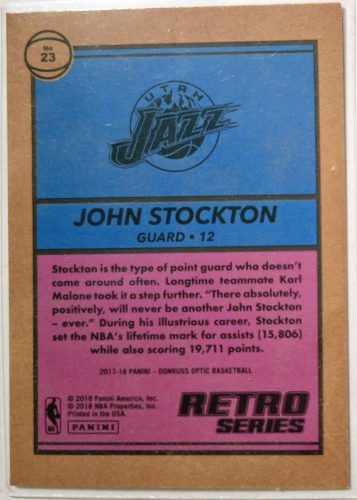 No
23
UTAH
JAZZ
JOHN STOCKTON
GUARD • 12
Stockton is the type of point guard who doesn't
come around often. Longtime teammate Karl
Malone took it a step further. "There absolutely,
positively, will never be another John Stockton
– ever." During his illustrious career, Stockton
set the NBA's lifetime mark for assists (15,806)
while also scoring 19,711 points.
2017-18 PANINI - DONRUSS OPTIC BASKETBALL
© 2018 Panini America, Inc.
© 2018 NBA Properties, Inc.
Printed in the USA.
NBA
PANINI
RETRO
SERIES